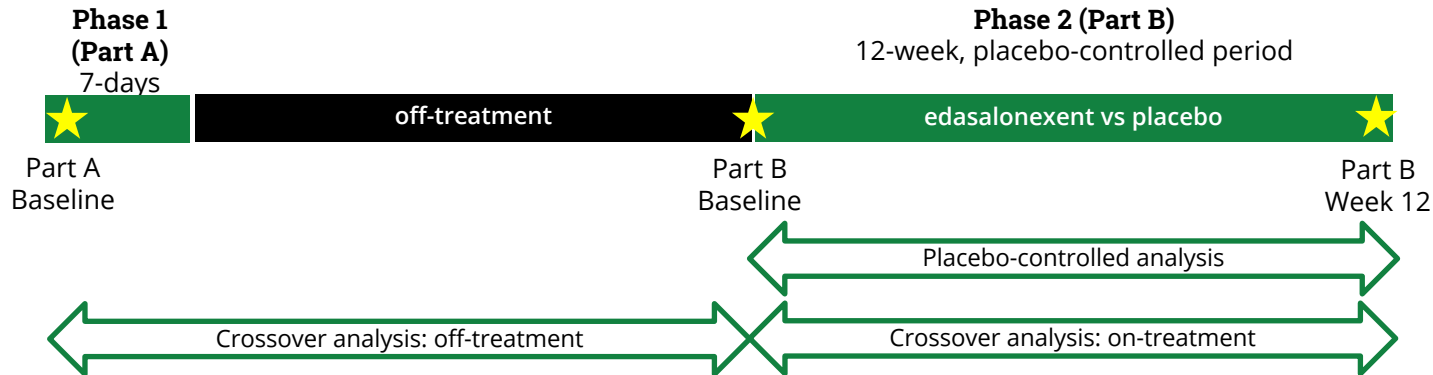 Phase 1
(Part A)
7-days
Phase 2 (Part B)
12-week, placebo-controlled period
off-treatment
edasalonexent vs placebo
Part A
Baseline
Part B
Baseline
Part B
Week 12
Placebo-controlled analysis
Crossover analysis: off-treatment
Crossover analysis: on-treatment